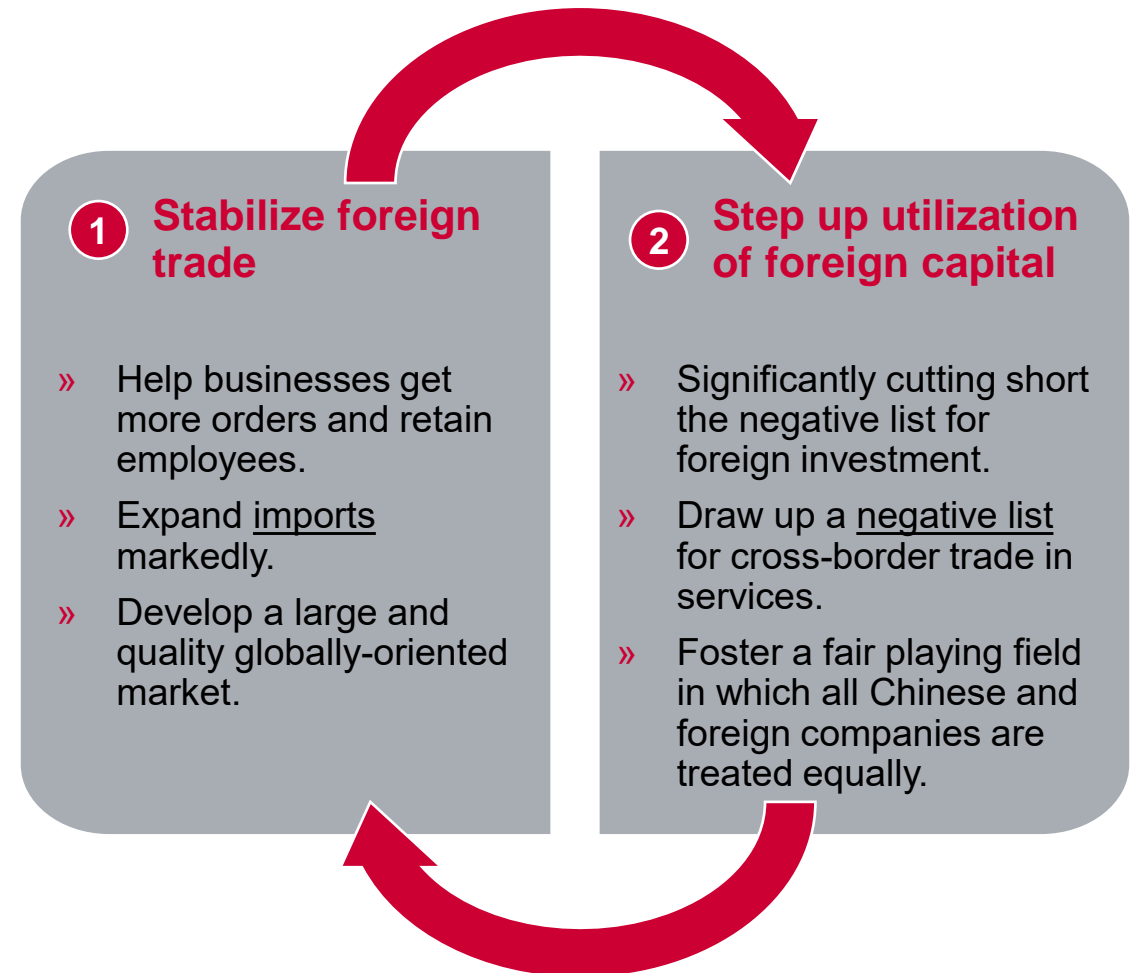 1
Stabilize foreign
trade
» Help businesses get
more orders and retain
employees.
» Expand imports
markedly.
» Develop a large and
quality globally-oriented
market.
2
Step up utilization
of foreign capital
» Significantly cutting short
the negative list for
foreign investment.
» Draw up a negative list
for cross-border trade in
services.
» Foster a fair playing field
in which all Chinese and
foreign companies are
treated equally.